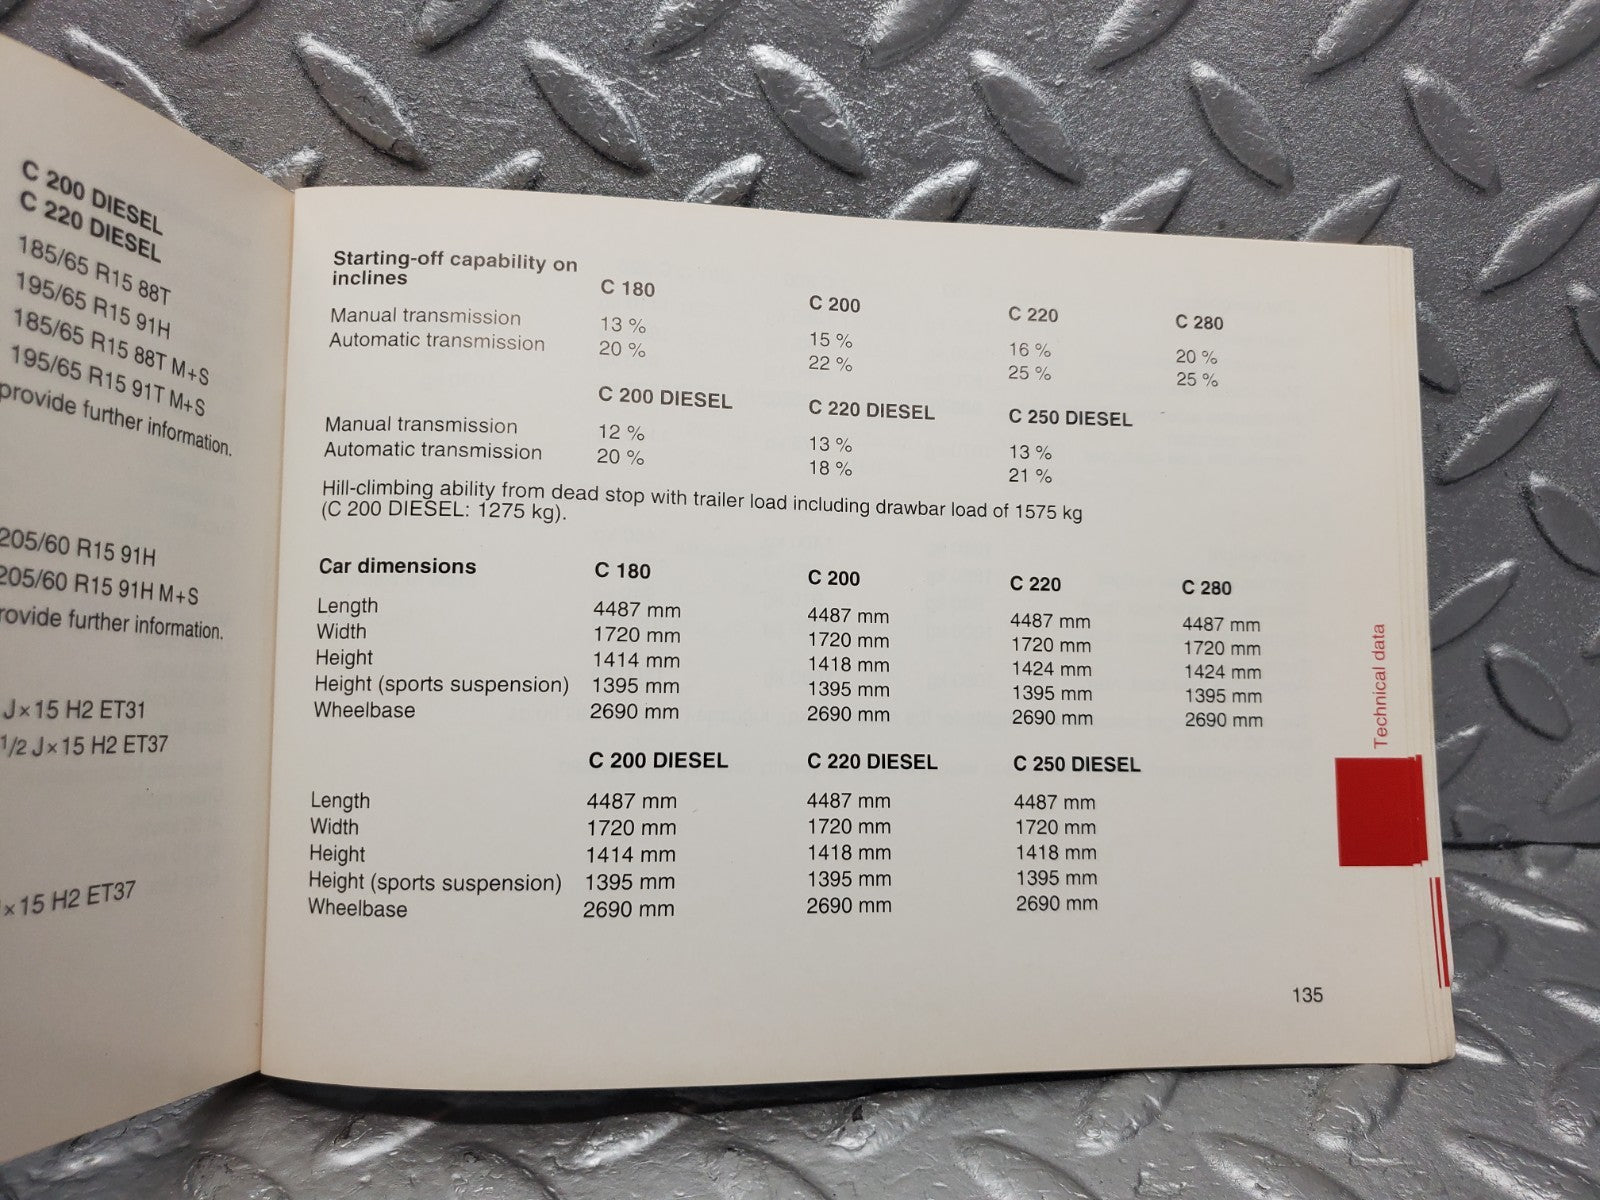 C 200 DIESEL
C 220 DIESEL
185/65 R15 88T
195/65 R15 91H
185/65 R15 88T M+S
195/65 R15 91T M+S
provide further information.
205/60 R15 91H
205/60 R15 91H M+S
rovide further information.
J×15 H2 ET31
1/2 J×15 H2 ET37
×15 H2 ET37
Starting-off capability on
inclines
C 180 C 200 C 220 C 280
Manual transmission 13 % 15 % 16 % 20 %
Automatic transmission 20 % 22 % 25 % 25 %
C 200 DIESEL C 220 DIESEL C 250 DIESEL
Manual transmission 12 % 13 % 13 %
Automatic transmission 20 % 18 % 21 %
Hill-climbing ability from dead stop with trailer load including drawbar load of 1575 kg
(C 200 DIESEL: 1275 kg).
Car dimensions C 180 C 200 C 220 C 280
Length 4487 mm 4487 mm 4487 mm 4487 mm
Width 1720 mm 1720 mm 1720 mm 1720 mm
Height 1414 mm 1418 mm 1424 mm 1424 mm
Height (sports suspension) 1395 mm 1395 mm 1395 mm 1395 mm
Wheelbase 2690 mm 2690 mm 2690 mm 2690 mm
C 200 DIESEL C 220 DIESEL C 250 DIESEL
Length 4487 mm 4487 mm 4487 mm
Width 1720 mm 1720 mm 1720 mm
Height 1414 mm 1418 mm 1418 mm
Height (sports suspension) 1395 mm 1395 mm 1395 mm
Wheelbase 2690 mm 2690 mm 2690 mm
Technical data
135